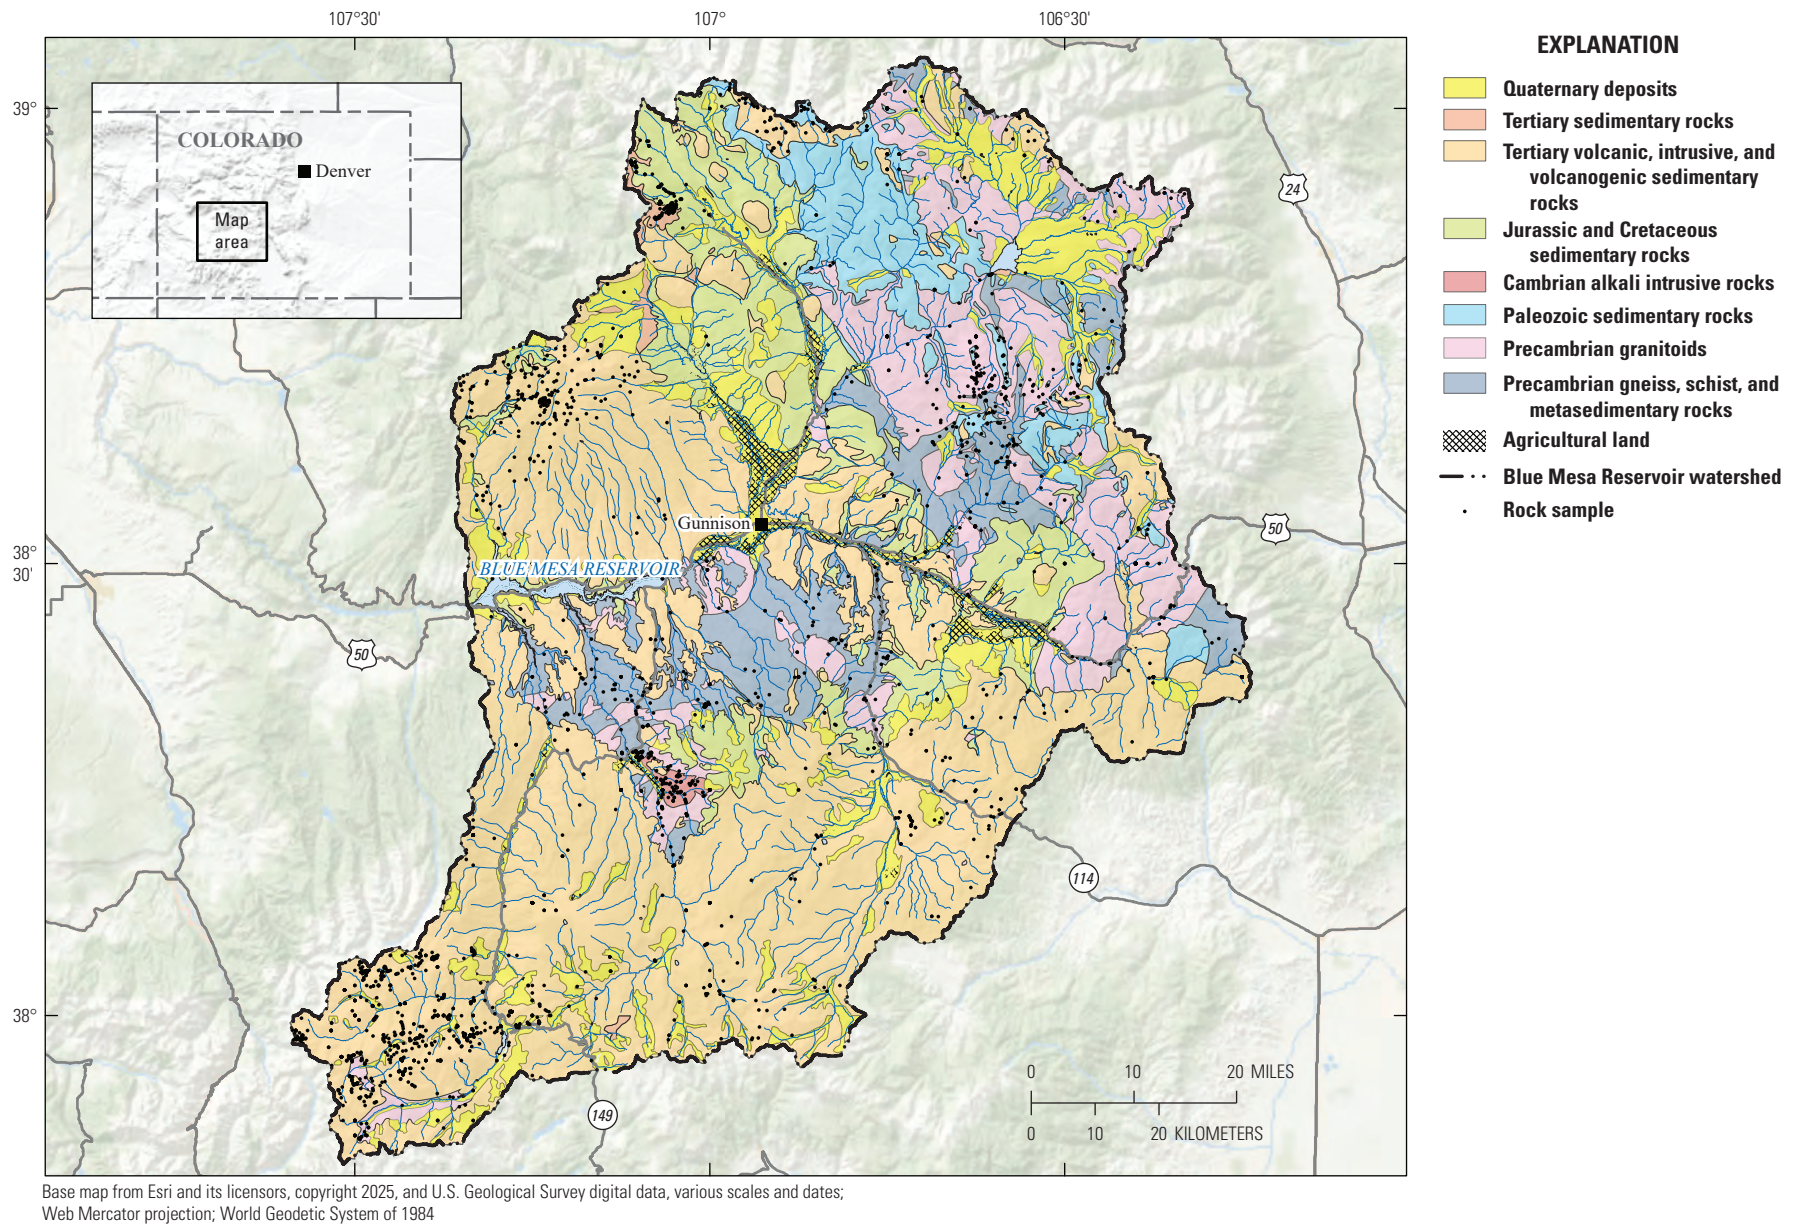 107°30'
107°
106°30'
39°
38°
30'
38°
COLORADO
Denver
Map
area
Gunnison
BLUE MESA RESERVOIR
24
50
50
114
149
0 10 20 MILES
0 10 20 KILOMETERS
EXPLANATION
Quaternary deposits
Tertiary sedimentary rocks
Tertiary volcanic, intrusive, and
volcanogenic sedimentary
rocks
Jurassic and Cretaceous
sedimentary rocks
Cambrian alkali intrusive rocks
Paleozoic sedimentary rocks
Precambrian granitoids
Precambrian gneiss, schist, and
metasedimentary rocks
Agricultural land
Blue Mesa Reservoir watershed
Rock sample
Base map from Esri and its licensors, copyright 2025, and U.S. Geological Survey digital data, various scales and dates;
Web Mercator projection; World Geodetic System of 1984